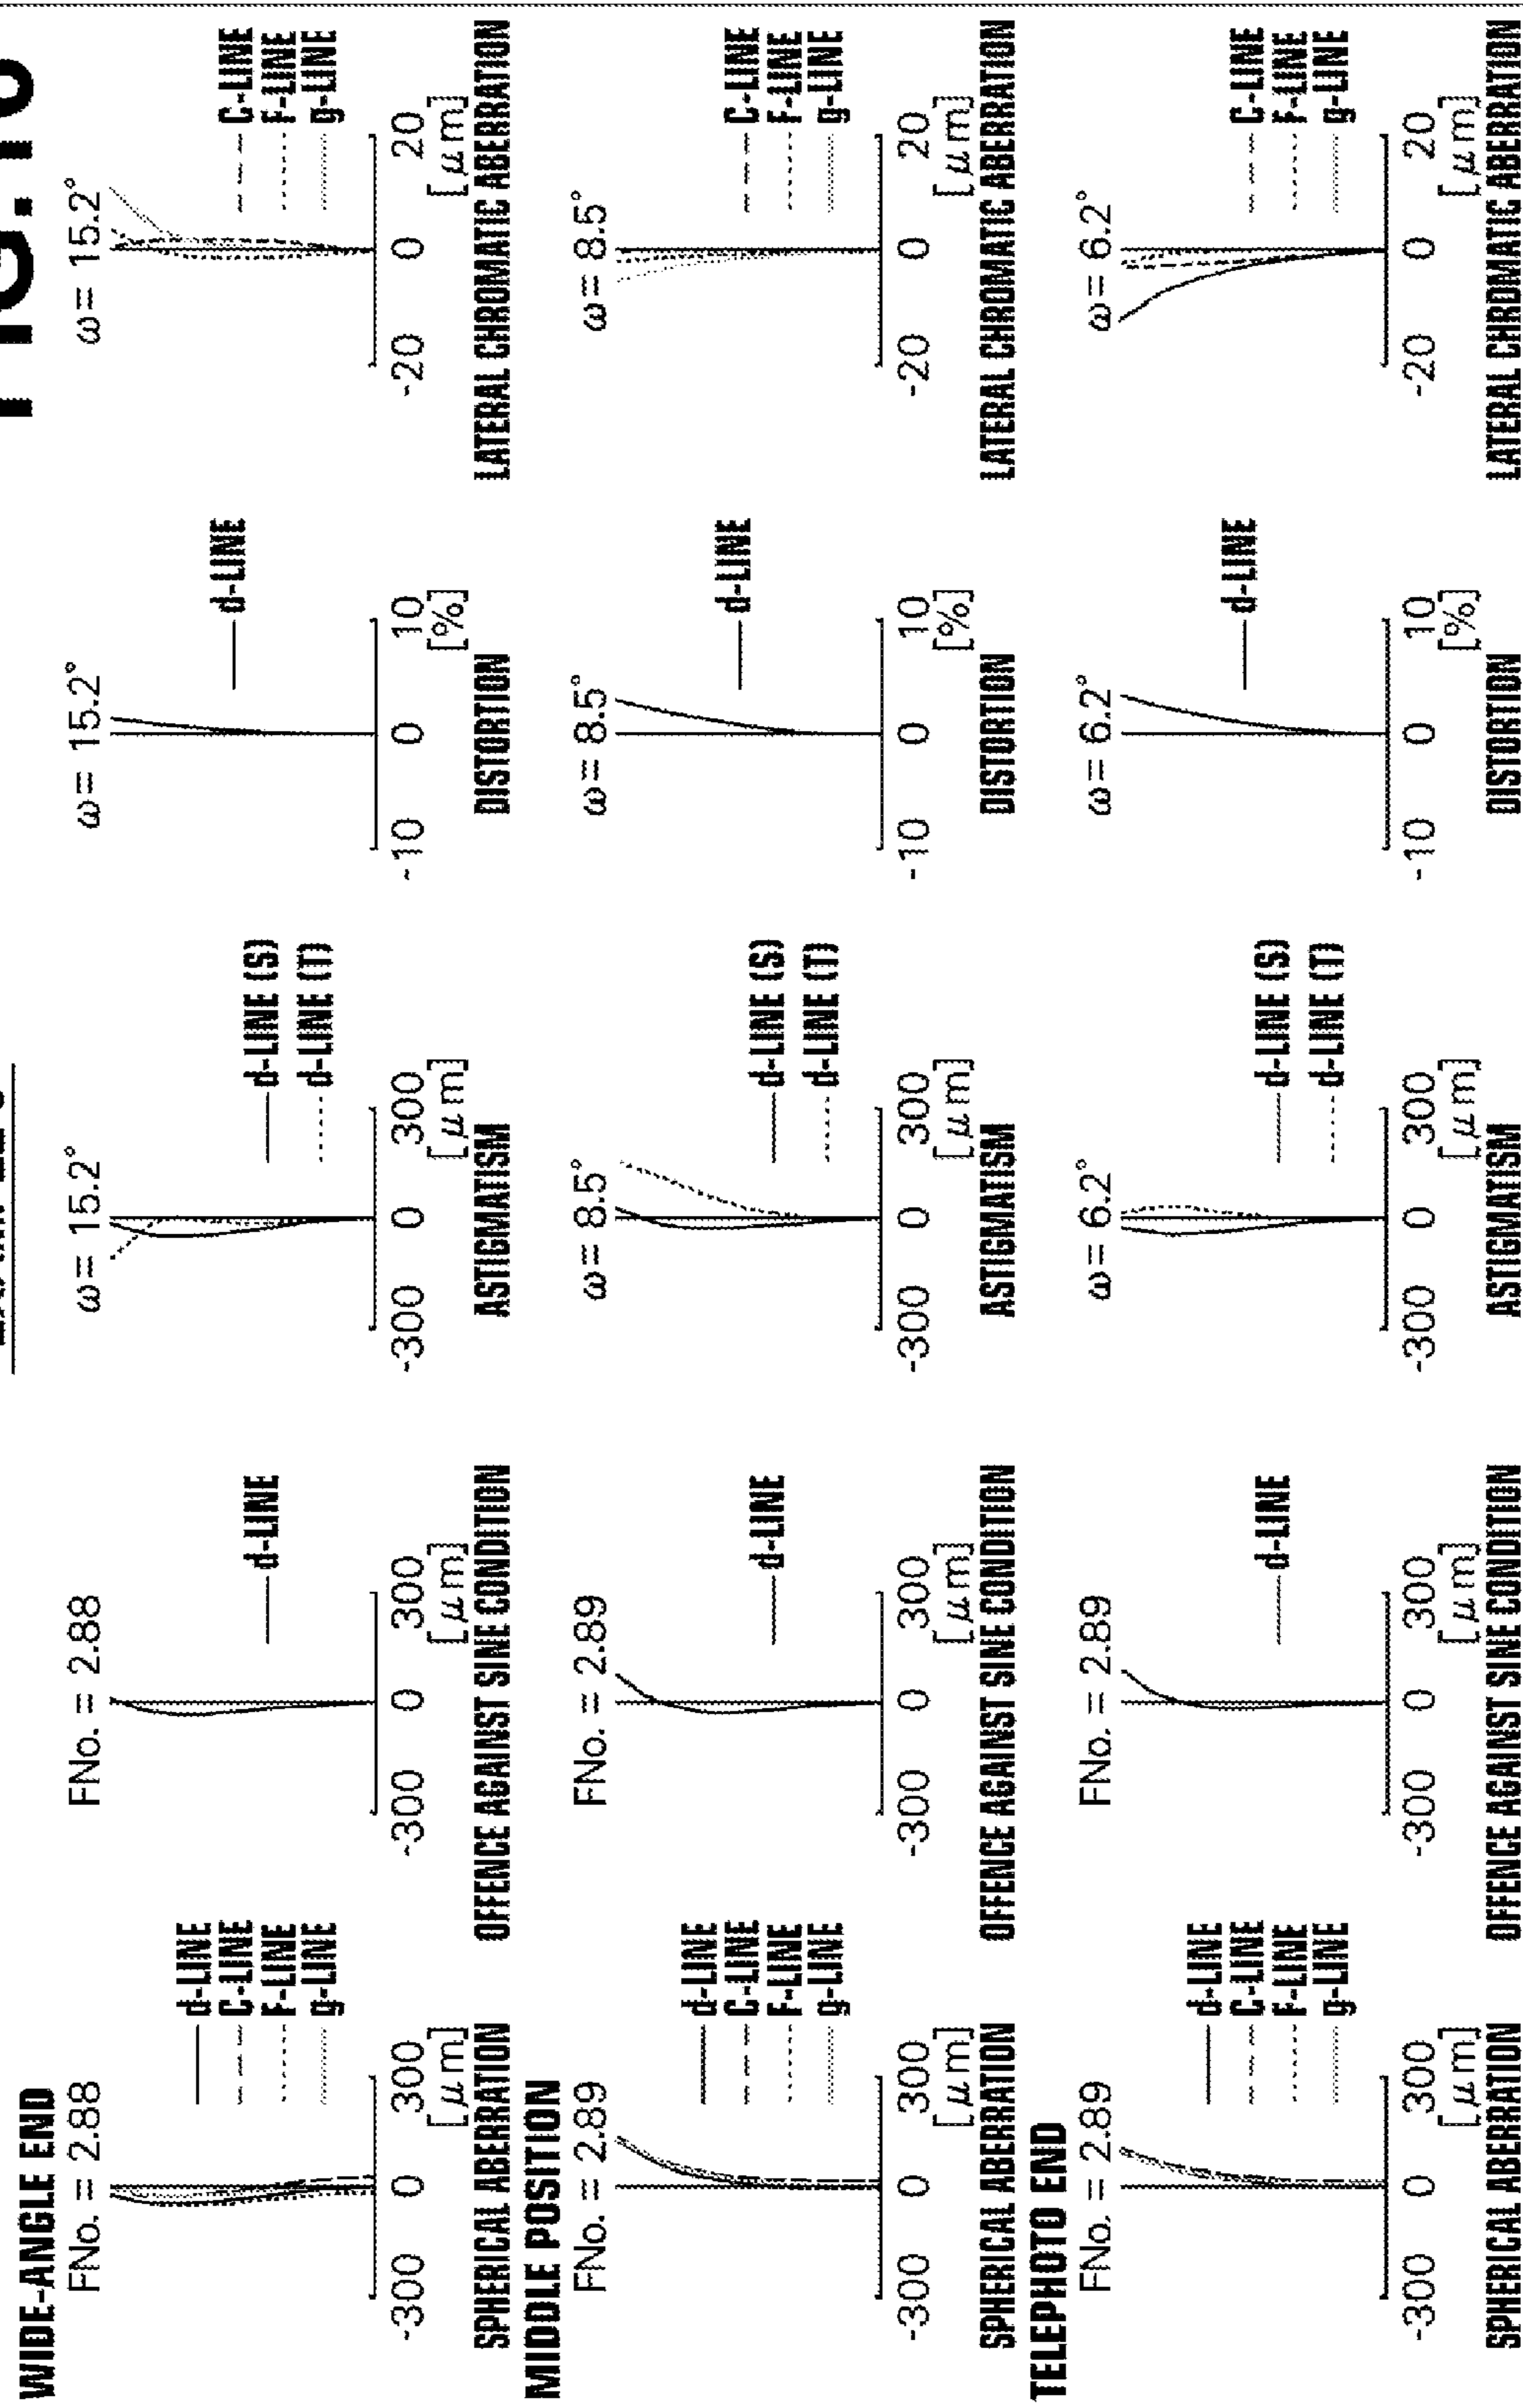 WIDE-ANGLE END
FNo. = 2.88
d-LINE
C-LINE
F-LINE
g-LINE
-300 0 300
[μm]
SPHERICAL ABERRATION
FNo. = 2.88
d-LINE
-300 0 300
[μm]
OFFENCE AGAINST SINE CONDITION
ω= 15.2°
d-LINE (S)
d-LINE (T)
-300 0 300
[μm]
ASTIGMATISM
ω= 15.2°
d-LINE
-10 0 10
[%]
DISTORTION
ω= 15.2°
C-LINE
F-LINE
g-LINE
-20 0 20
[μm]
LATERAL CHROMATIC ABERRATION
MIDDLE POSITION
FNo. = 2.89
d-LINE
C-LINE
F-LINE
g-LINE
-300 0 300
[μm]
SPHERICAL ABERRATION
FNo. = 2.89
d-LINE
-300 0 300
[μm]
OFFENCE AGAINST SINE CONDITION
ω= 8.5°
d-LINE (S)
d-LINE (T)
-300 0 300
[μm]
ASTIGMATISM
ω= 8.5°
d-LINE
-10 0 10
[%]
DISTORTION
ω= 8.5°
C-LINE
F-LINE
g-LINE
-20 0 20
[μm]
LATERAL CHROMATIC ABERRATION
TELEPHOTO END
FNo. = 2.89
d-LINE
C-LINE
F-LINE
g-LINE
-300 0 300
[μm]
SPHERICAL ABERRATION
FNo. = 2.89
d-LINE
-300 0 300
[μm]
OFFENCE AGAINST SINE CONDITION
ω= 6.2°
d-LINE (S)
d-LINE (T)
-300 0 300
[μm]
ASTIGMATISM
ω= 6.2°
d-LINE
-10 0 10
[%]
DISTORTION
ω= 6.2°
C-LINE
F-LINE
g-LINE
-20 0 20
[μm]
LATERAL CHROMATIC ABERRATION